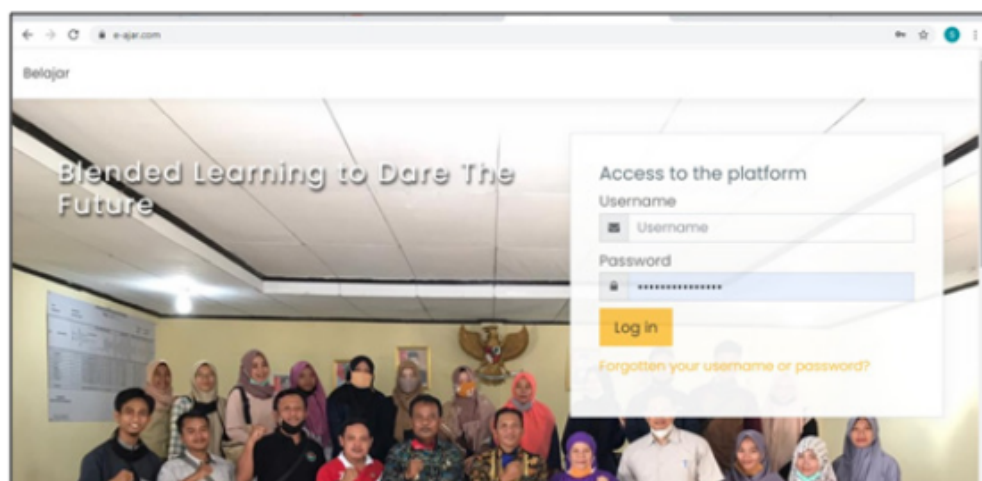 e-ajar.com
Belajar
Blended Learning to Dare The
Future
Access to the platform
Username
Username
Password
•••••••••••••••
Log in
Forgotten your username or password?